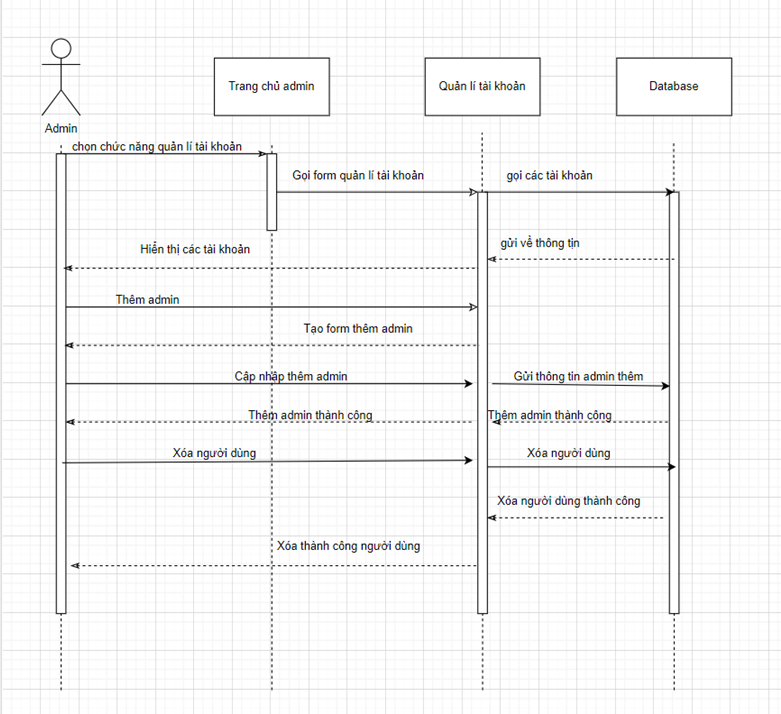 Trang chủ admin
Quản lí tài khoản
Database
Admin
chọn chức năng quản lí tài khoản
Gọi form quản lí tài khoản
gọi các tài khoản
Hiển thị các tài khoản
gửi về thông tịn
Thêm admin
Tạo form thêm admin
Cập nhập thêm admin
Gửi thông tin admin thêm
Thêm admin thành công
Thêm admin thành công
Xóa người dùng
Xóa người dùng
Xóa người dùng thành công
Xóa thành công người dùng